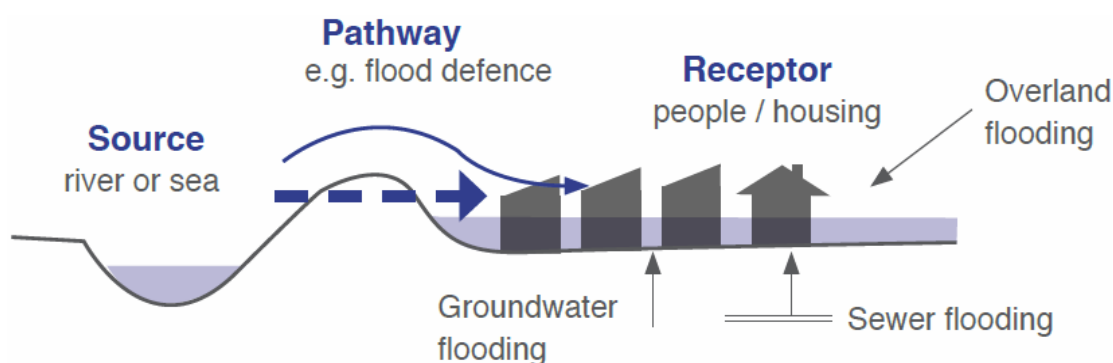 Pathway
e.g. flood defence
Receptor
people / housing
Overland
flooding
Source
river or sea
Groundwater
flooding
Sewer flooding